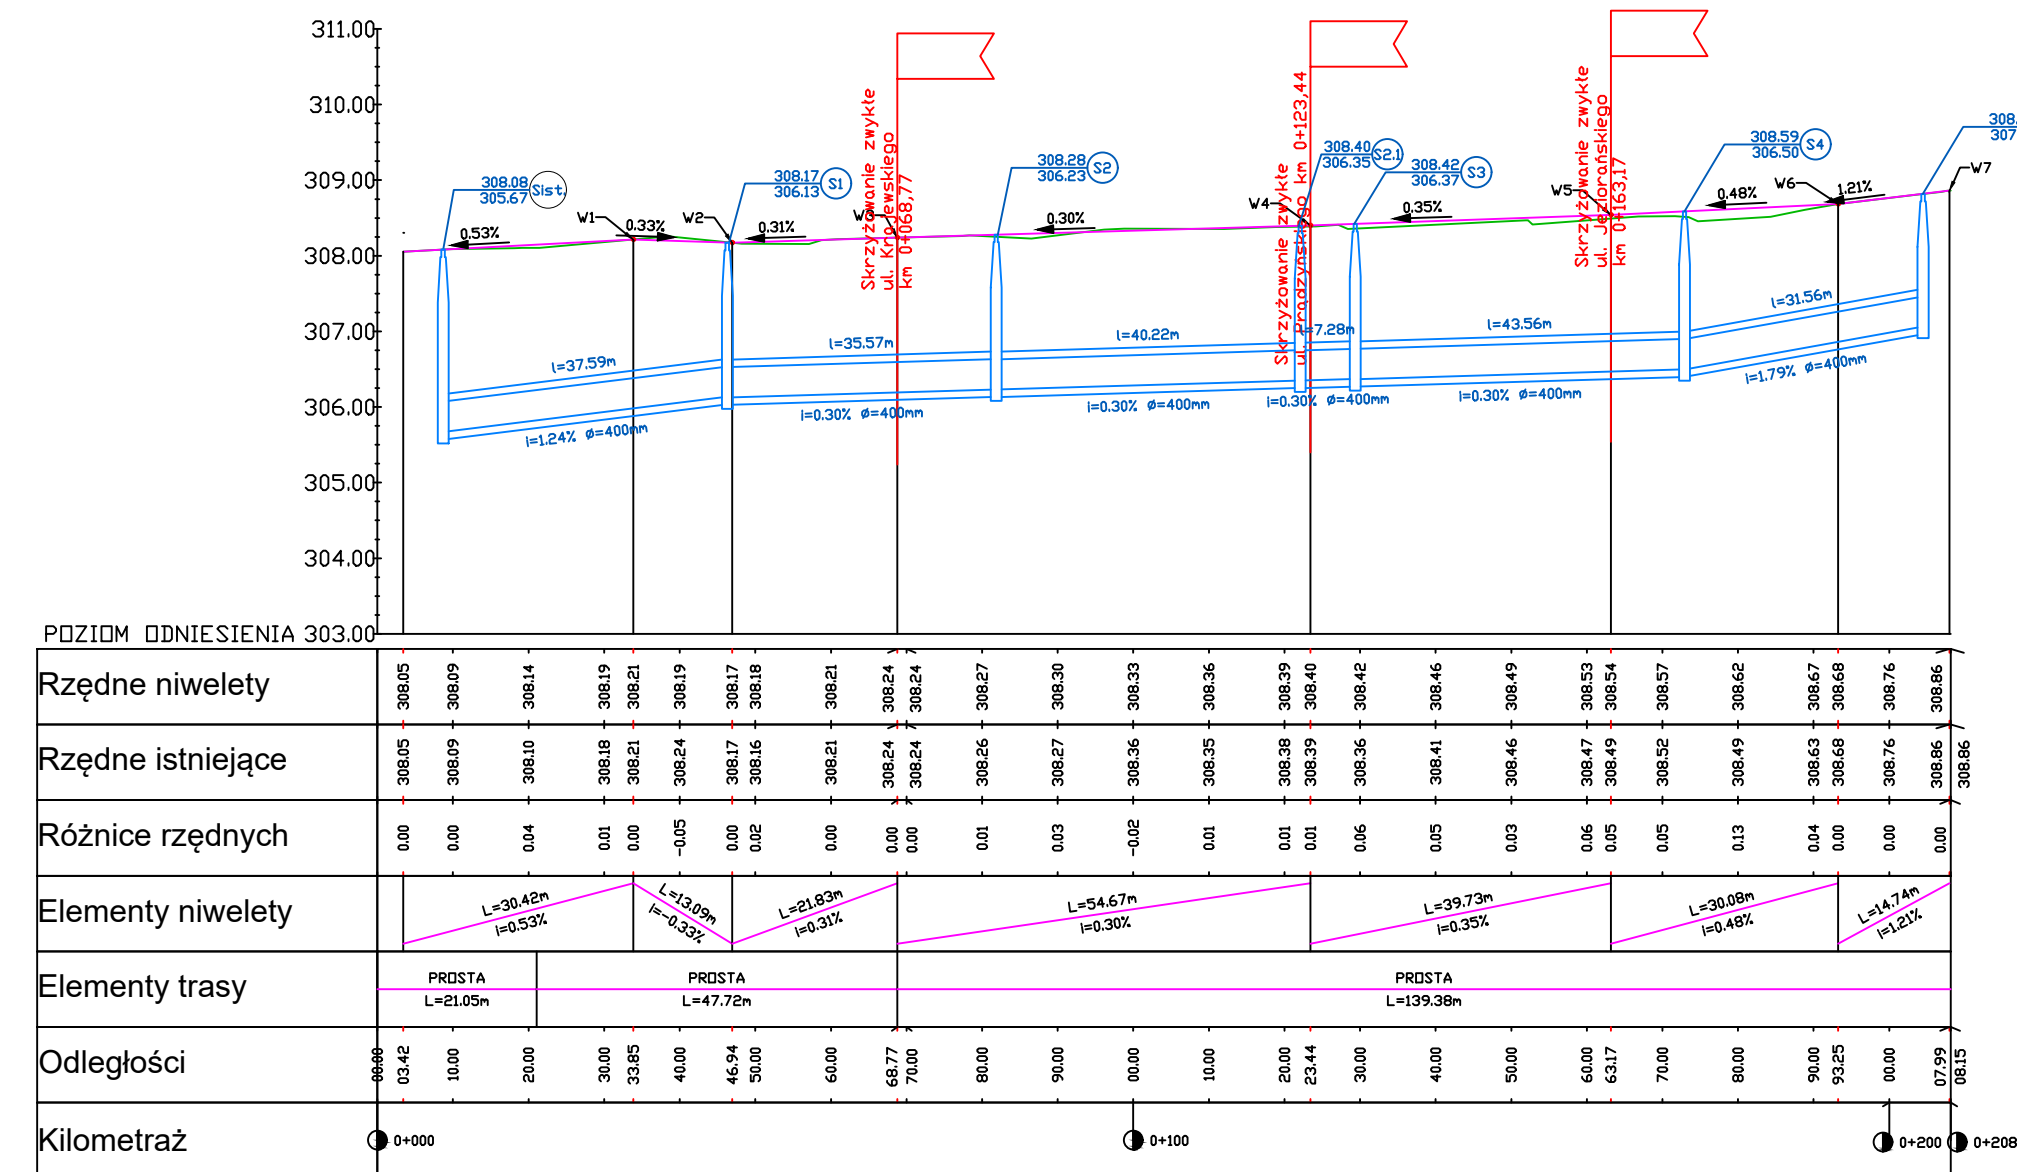 311.00
310.00
309.00
308.00
307.00
306.00
305.00
304.00
POZIOM ODNIESIENIA 303.00
Skrzyżowanie zwykłe
ul. Krajewskiego
km 0+068,77
Skrzyżowanie zwykłe
ul. Prądzyńskiego km 0+123,44
Skrzyżowanie zwykłe
ul. Jeziorańskiego
km 0+163,17
308.08
305.67
Sist.
308.17
306.13
S1
308.28
306.23
S2
308.40
306.35
S2.1
308.42
306.37
S3
308.59
306.50
S4
308.
307
W1
W2
W3
W4
W5
W6
W7
0.53%
0.33%
0.31%
0.30%
0.35%
0.48%
1.21%
l=37.59m
l=35.57m
l=40.22m
l=7.28m
l=43.56m
l=31.56m
i=1.24% ø=400mm
i=0.30% ø=400mm
i=0.30% ø=400mm
i=0.30% ø=400mm
i=0.30% ø=400mm
i=1.79% ø=400mm
Rzędne niwelety
308.05 308.09 308.14 308.19 308.21 308.19 308.17 308.18 308.21 308.24 308.24 308.27 308.30 308.33 308.36 308.39 308.40 308.42 308.46 308.49 308.53 308.54 308.57 308.62 308.67 308.68 308.76 308.86
Rzędne istniejące
308.05 308.09 308.10 308.18 308.21 308.24 308.17 308.16 308.21 308.24 308.24 308.26 308.27 308.36 308.35 308.38 308.39 308.36 308.41 308.46 308.47 308.49 308.52 308.49 308.63 308.68 308.76 308.86 308.86
Różnice rzędnych
0.00 0.00 0.04 0.01 0.00 -0.05 0.00 0.02 0.00 0.00 0.00 0.01 0.03 -0.02 0.01 0.01 0.01 0.06 0.05 0.03 0.06 0.05 0.05 0.13 0.04 0.00 0.00 0.00
Elementy niwelety
L=30.42m
i=0.53%
L=13.09m
i=-0.33%
L=21.83m
i=0.31%
L=54.67m
i=0.30%
L=39.73m
i=0.35%
L=30.08m
i=0.48%
L=14.74m
i=1.21%
Elementy trasy
PROSTA
L=21.05m
PROSTA
L=47.72m
PROSTA
L=139.38m
Odległości
00.00 03.42 10.00 20.00 30.00 33.85 40.00 46.94 50.00 60.00 68.77 70.00 80.00 90.00 00.00 10.00 20.00 23.44 30.00 40.00 50.00 60.00 63.17 70.00 80.00 90.00 93.25 00.00 07.99 08.15
Kilometraż
0+000 0+100 0+200 0+208